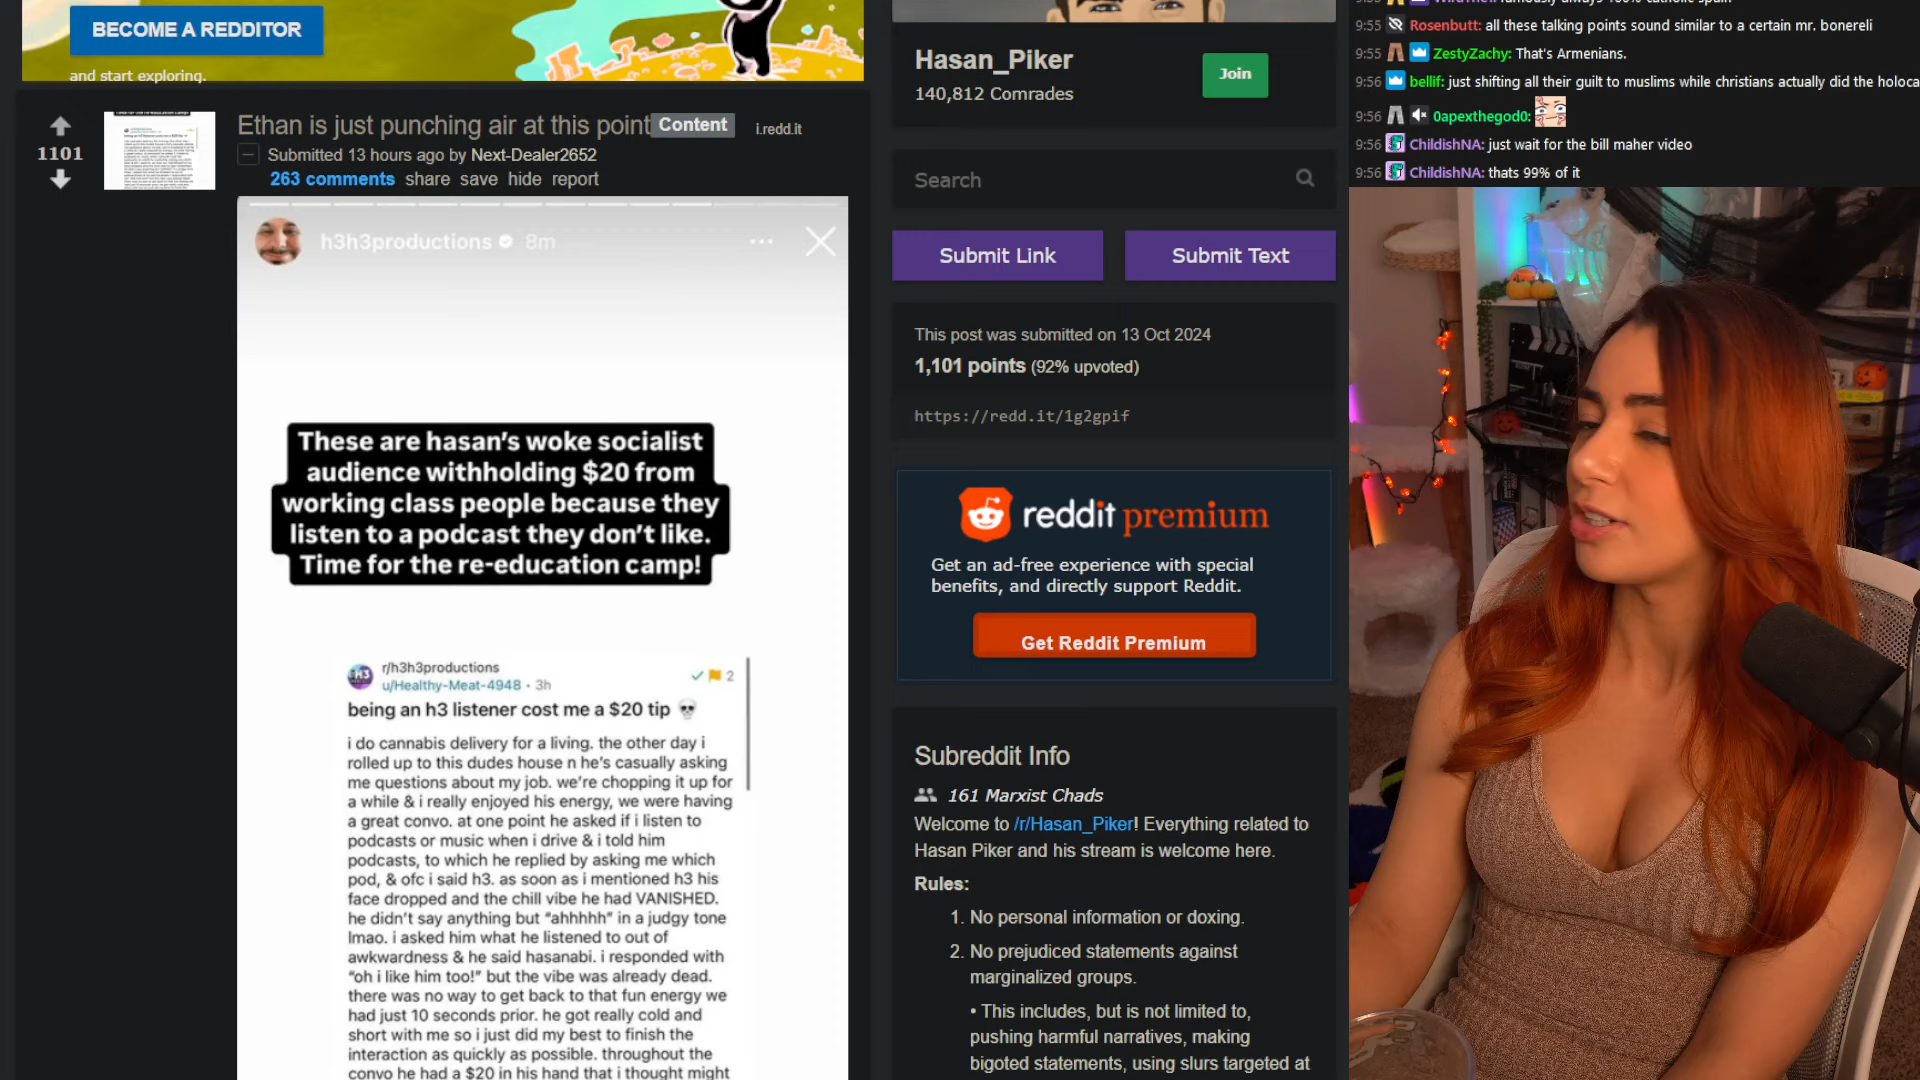 BECOME A REDDITOR
and start exploring.
1101
Ethan is just punching air at this point Content i.redd.it
Submitted 13 hours ago by Next-Dealer2652
263 comments share save hide report
h3h3productions 8m
These are hasan's woke socialist
audience withholding $20 from
working class people because they
listen to a podcast they don't like.
Time for the re-education camp!
r/h3h3productions
u/Healthy-Meat-4948 · 3h
2
being an h3 listener cost me a $20 tip 💀
i do cannabis delivery for a living. the other day i
rolled up to this dudes house n he's casually asking
me questions about my job. we're chopping it up for
a while & i really enjoyed his energy, we were having
a great convo. at one point he asked if i listen to
podcasts or music when i drive & i told him
podcasts, to which he replied by asking me which
pod, & ofc i said h3. as soon as i mentioned h3 his
face dropped and the chill vibe he had VANISHED.
he didn't say anything but "ahhhhh" in a judgy tone
lmao. i asked him what he listened to out of
awkwardness & he said hasanabi. i responded with
"oh i like him too!" but the vibe was already dead.
there was no way to get back to that fun energy we
had just 10 seconds prior. he got really cold and
short with me so i just did my best to finish the
interaction as quickly as possible. throughout the
convo he had a $20 in his hand that i thought might
Hasan_Piker
140,812 Comrades
Join
Search
Submit Link
Submit Text
This post was submitted on 13 Oct 2024
1,101 points (92% upvoted)
https://redd.it/1g2gpif
reddit premium
Get an ad-free experience with special
benefits, and directly support Reddit.
Get Reddit Premium
Subreddit Info
161 Marxist Chads
Welcome to /r/Hasan_Piker! Everything related to
Hasan Piker and his stream is welcome here.
Rules:
1. No personal information or doxing.
2. No prejudiced statements against
marginalized groups.
• This includes, but is not limited to,
pushing harmful narratives, making
bigoted statements, using slurs targeted at
9:55 Rosenbutt: all these talking points sound similar to a certain mr. bonereli
9:55 ZestyZachy: That's Armenians.
9:56 bellif: just shifting all their guilt to muslims while christians actually did the holoca
9:56 0apexthegod0:
9:56 ChildishNA: just wait for the bill maher video
9:56 ChildishNA: thats 99% of it